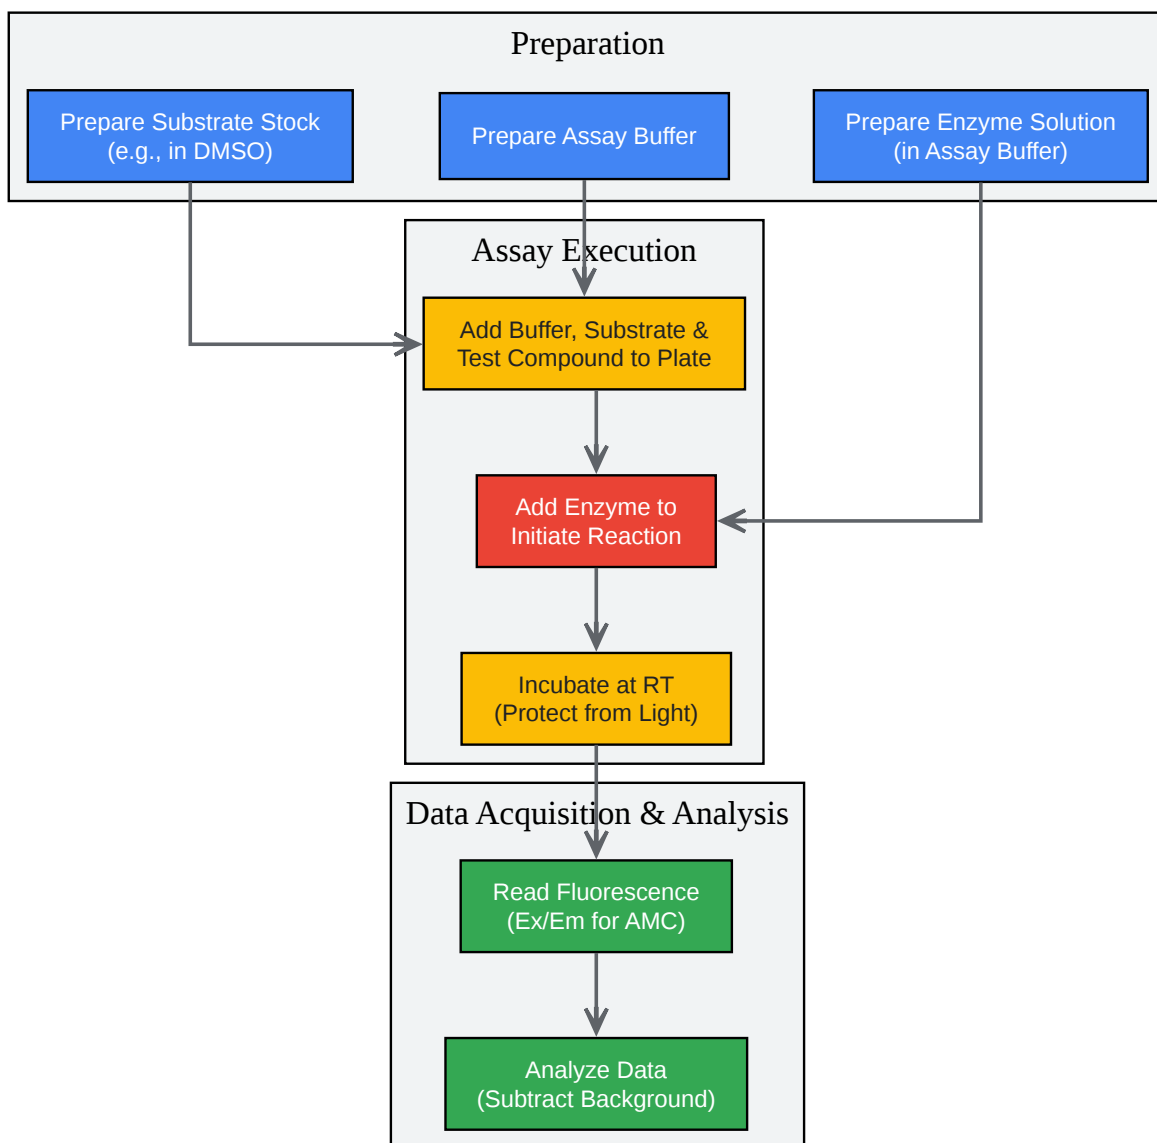 Preparation
Prepare Substrate Stock
(e.g., in DMSO)
Prepare Assay Buffer
Prepare Enzyme Solution
(in Assay Buffer)
Assay Execution
Add Buffer, Substrate &
Test Compound to Plate
Add Enzyme to
Initiate Reaction
Incubate at RT
(Protect from Light)
Data Acquisition & Analysis
Read Fluorescence
(Ex/Em for AMC)
Analyze Data
(Subtract Background)